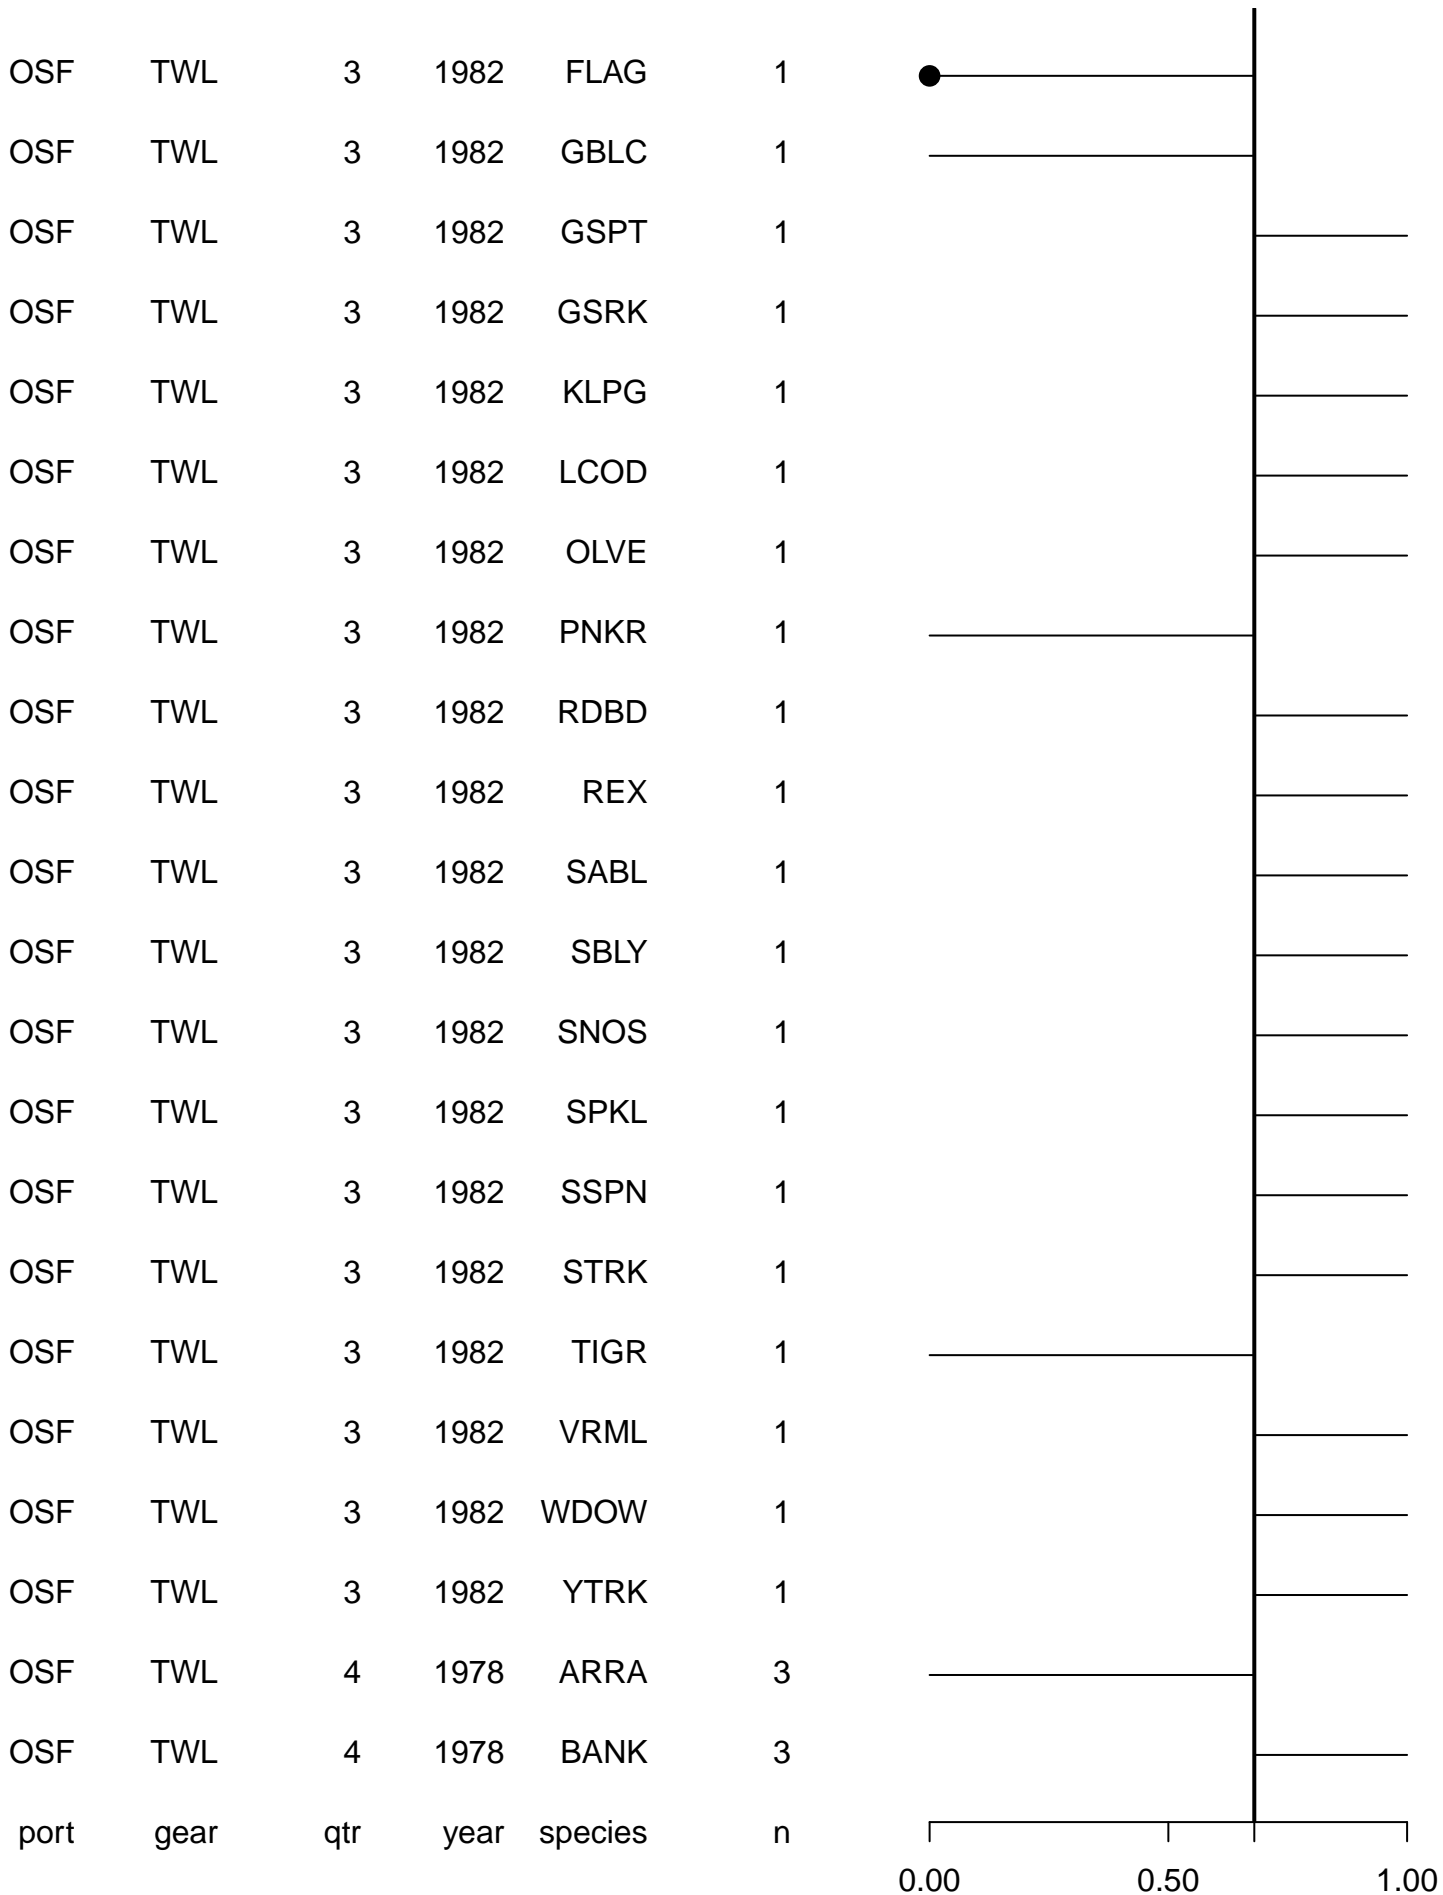 OSF TWL 3 1982 FLAG 1
OSF TWL 3 1982 GBLC 1
OSF TWL 3 1982 GSPT 1
OSF TWL 3 1982 GSRK 1
OSF TWL 3 1982 KLPG 1
OSF TWL 3 1982 LCOD 1
OSF TWL 3 1982 OLVE 1
OSF TWL 3 1982 PNKR 1
OSF TWL 3 1982 RDBD 1
OSF TWL 3 1982 REX 1
OSF TWL 3 1982 SABL 1
OSF TWL 3 1982 SBLY 1
OSF TWL 3 1982 SNOS 1
OSF TWL 3 1982 SPKL 1
OSF TWL 3 1982 SSPN 1
OSF TWL 3 1982 STRK 1
OSF TWL 3 1982 TIGR 1
OSF TWL 3 1982 VRML 1
OSF TWL 3 1982 WDOW 1
OSF TWL 3 1982 YTRK 1
OSF TWL 4 1978 ARRA 3
OSF TWL 4 1978 BANK 3
port gear qtr year species n
0.00 0.50 1.00